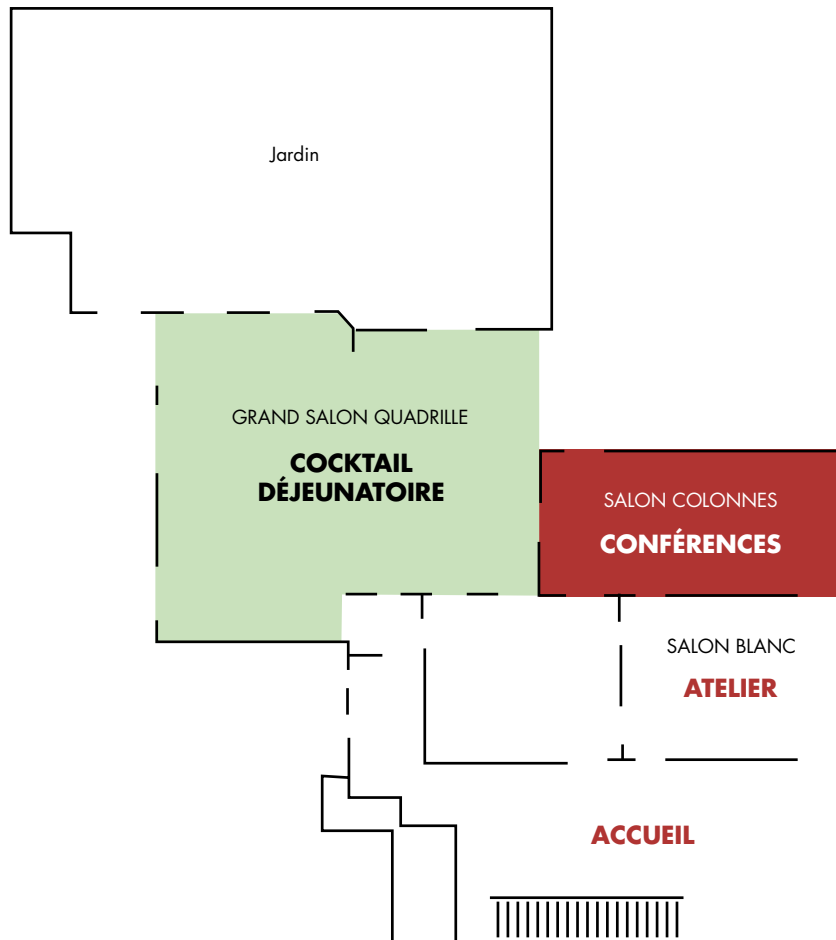 Jardin
GRAND SALON QUADRILLE
COCKTAIL
DÉJEUNATOIRE
SALON COLONNES
CONFÉRENCES
SALON BLANC
ATELIER
ACCUEIL